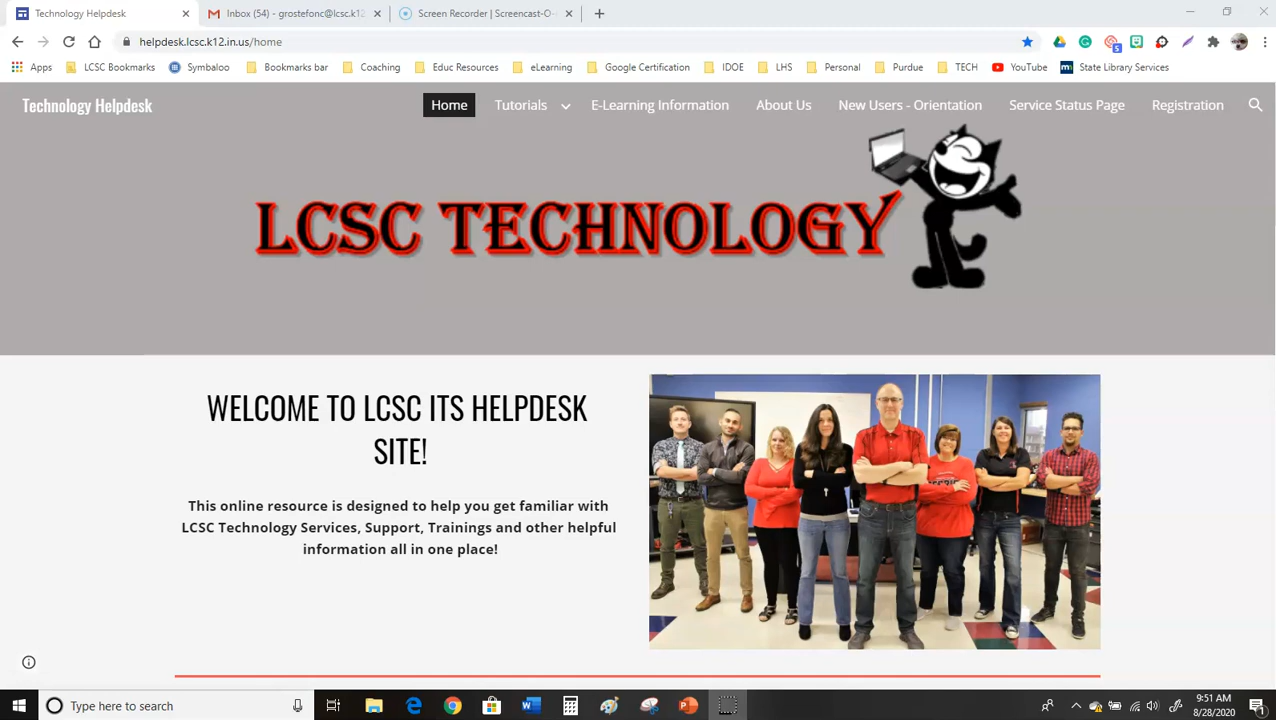 Technology Helpdesk
Inbox (54) - grostefonc@lcsc.k12
Screen Recorder | Screencast-O-
helpdesk.lcsc.k12.in.us/home
Apps LCSC Bookmarks Symbaloo Bookmarks bar Coaching Educ Resources eLearning Google Certification IDOE LHS Personal Purdue TECH YouTube State Library Services
Technology Helpdesk Home Tutorials E-Learning Information About Us New Users - Orientation Service Status Page Registration
LCSC TECHNOLOGY
WELCOME TO LCSC ITS HELPDESK
SITE!
This online resource is designed to help you get familiar with
LCSC Technology Services, Support, Trainings and other helpful
information all in one place!
Type here to search
9:51 AM
8/28/2020